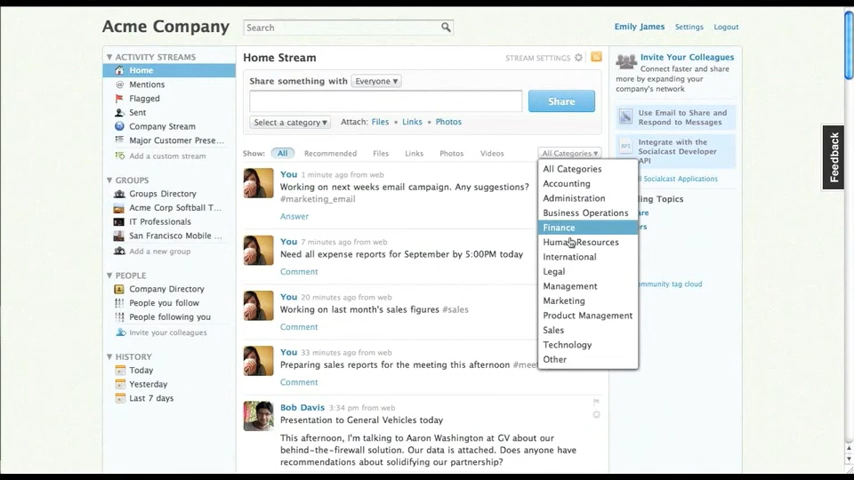 Acme Company
Search
Emily James Settings Logout
ACTIVITY STREAMS
Home
Mentions
Flagged
Sent
Company Stream
Major Customer Prese...
Add a custom stream
GROUPS
Groups Directory
Acme Corp Softball T...
IT Professionals
San Francisco Mobile ...
Add a new group
PEOPLE
Company Directory
People you follow
People following you
Invite your colleagues
HISTORY
Today
Yesterday
Last 7 days
Home Stream
STREAM SETTINGS
Share something with Everyone
Share
Select a category Attach: Files • Links • Photos
Show: All Recommended Files Links Photos Videos All Categories
You 1 minute ago from web
Working on next weeks email campaign. Any suggestions?
#marketing_email
Answer
You 7 minutes ago from web
Need all expense reports for September by 5:00PM today
Comment
You 20 minutes ago from web
Working on last month's sales figures #sales
Comment
You 33 minutes ago from web
Preparing sales reports for the meeting this afternoon
Comment
Bob Davis 3:34 pm from web
Presentation to General Vehicles today
This afternoon, I'm talking to Aaron Washington at GV about our
behind-the-firewall solution. Our data is attached. Does anyone have
recommendations about solidifying our partnership?
All Categories
Accounting
Administration
Business Operations
Finance
Human Resources
International
Legal
Management
Marketing
Product Management
Sales
Technology
Other
Invite Your Colleagues
Connect faster and share
more by expanding your
company's network
Use Email to Share and
Respond to Messages
API
Integrate with the
Socialcast Developer
API
Socialcast Applications
Topics
tag cloud
Feedback